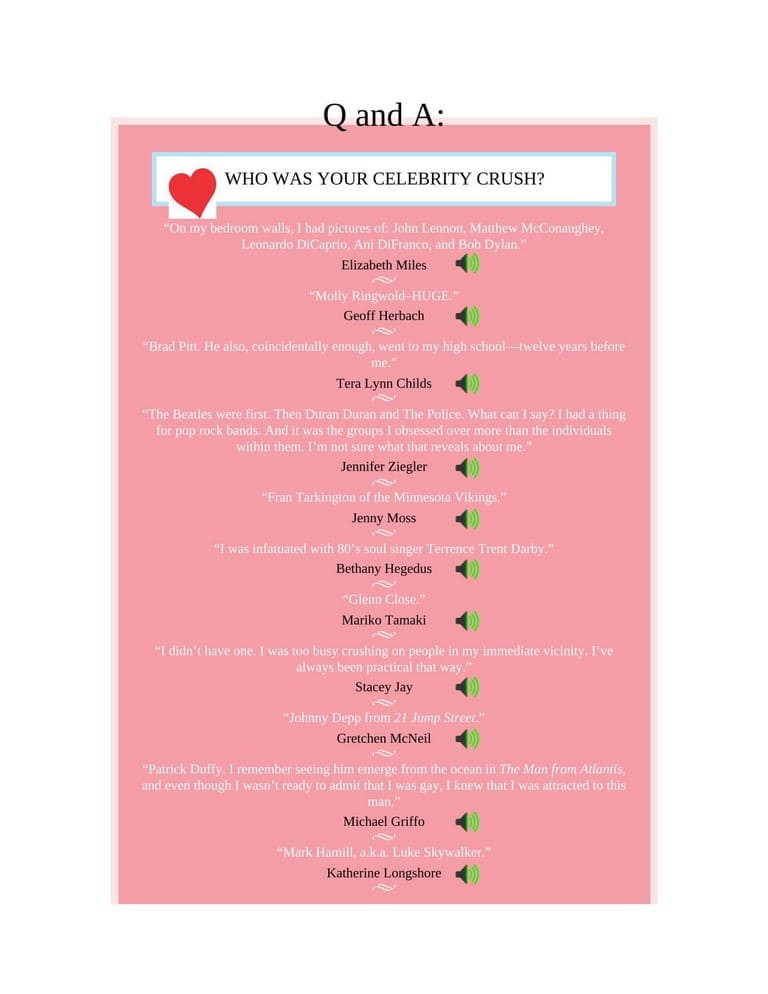 Q and A:
WHO WAS YOUR CELEBRITY CRUSH?
“On my bedroom walls, I had pictures of: John Lennon, Matthew McConaughey,
Leonardo DiCaprio, Ani DiFranco, and Bob Dylan.”
Elizabeth Miles
“Molly Ringwold–HUGE.”
Geoff Herbach
“Brad Pitt. He also, coincidentally enough, went to my high school—twelve years before
me.”
Tera Lynn Childs
“The Beatles were first. Then Duran Duran and The Police. What can I say? I had a thing
for pop rock bands. And it was the groups I obsessed over more than the individuals
within them. I’m not sure what that reveals about me.”
Jennifer Ziegler
“Fran Tarkington of the Minnesota Vikings.”
Jenny Moss
“I was infatuated with 80’s soul singer Terrence Trent Darby.”
Bethany Hegedus
“Glenn Close.”
Mariko Tamaki
“I didn’t have one. I was too busy crushing on people in my immediate vicinity. I’ve
always been practical that way.”
Stacey Jay
“Johnny Depp from 21 Jump Street.”
Gretchen McNeil
“Patrick Duffy. I remember seeing him emerge from the ocean in The Man from Atlantis,
and even though I wasn’t ready to admit that I was gay, I knew that I was attracted to this
man.”
Michael Griffo
“Mark Hamill, a.k.a. Luke Skywalker.”
Katherine Longshore